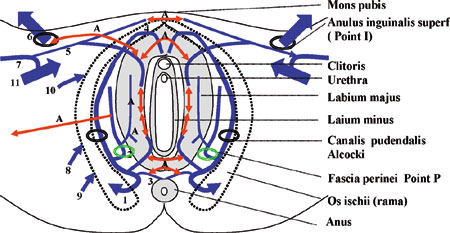 Mons pubis
Anulus inguinalis superf
( Point I)
Clitoris
Urethra
Labium majus
Laium minus
Canalis pudendalis
Alcocki
Fascia perinei Point P
Os ischii (rama)
Anus
A
A
6
5
7
11
10
A
A
A
A
8
9
1
2
3
A